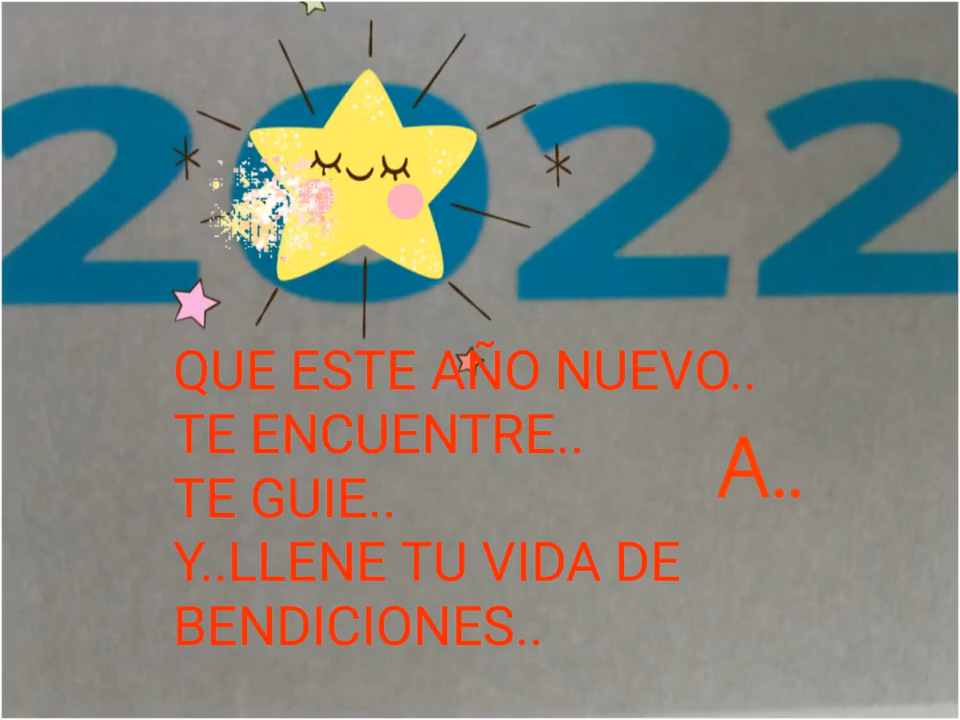 2022
QUE ESTE AÑO NUEVO..
TE ENCUENTRE..
TE GUIE..
A..
Y..LLENE TU VIDA DE
BENDICIONES..